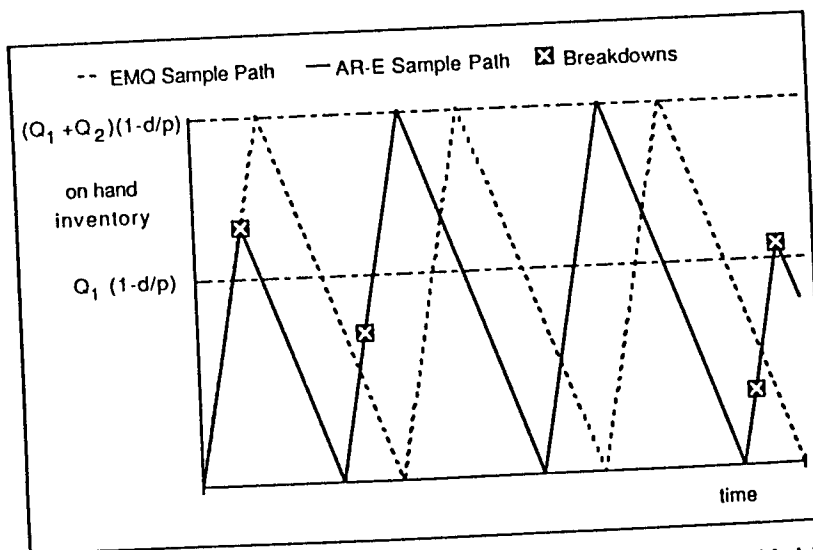 -- EMQ Sample Path — AR-E Sample Path ☒ Breakdowns
(Q₁ +Q₂)(1-d/p)
on hand
inventory
Q₁ (1-d/p)
time